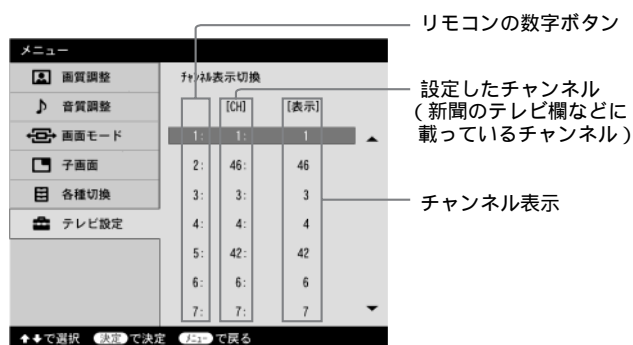 リモコンの数字ボタン
メニュー
画質調整
音質調整
画面モード
子画面
各種切換
テレビ設定
チャンネル表示切換
[CH] [表示]
1: 1: 1
2: 46: 46
3: 3: 3
4: 4: 4
5: 42: 42
6: 6: 6
7: 7: 7
で選択 決定 で決定 メニュー で戻る
設定したチャンネル
(新聞のテレビ欄などに
載っているチャンネル)
チャンネル表示